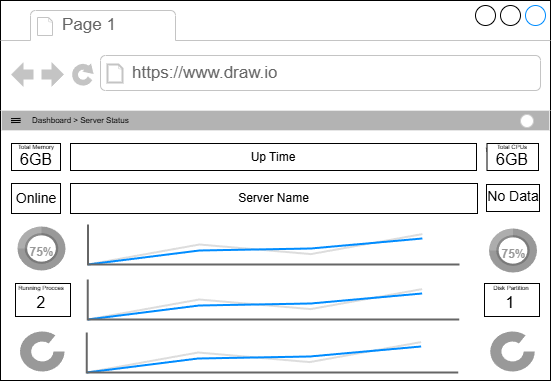 Page 1
https://www.draw.io
Dashboard > Server Status
Total Memory
6GB
Up Time
Total CPUs
6GB
Online
Server Name
No Data
75%
75%
Running Procces
2
Disk Partition
1